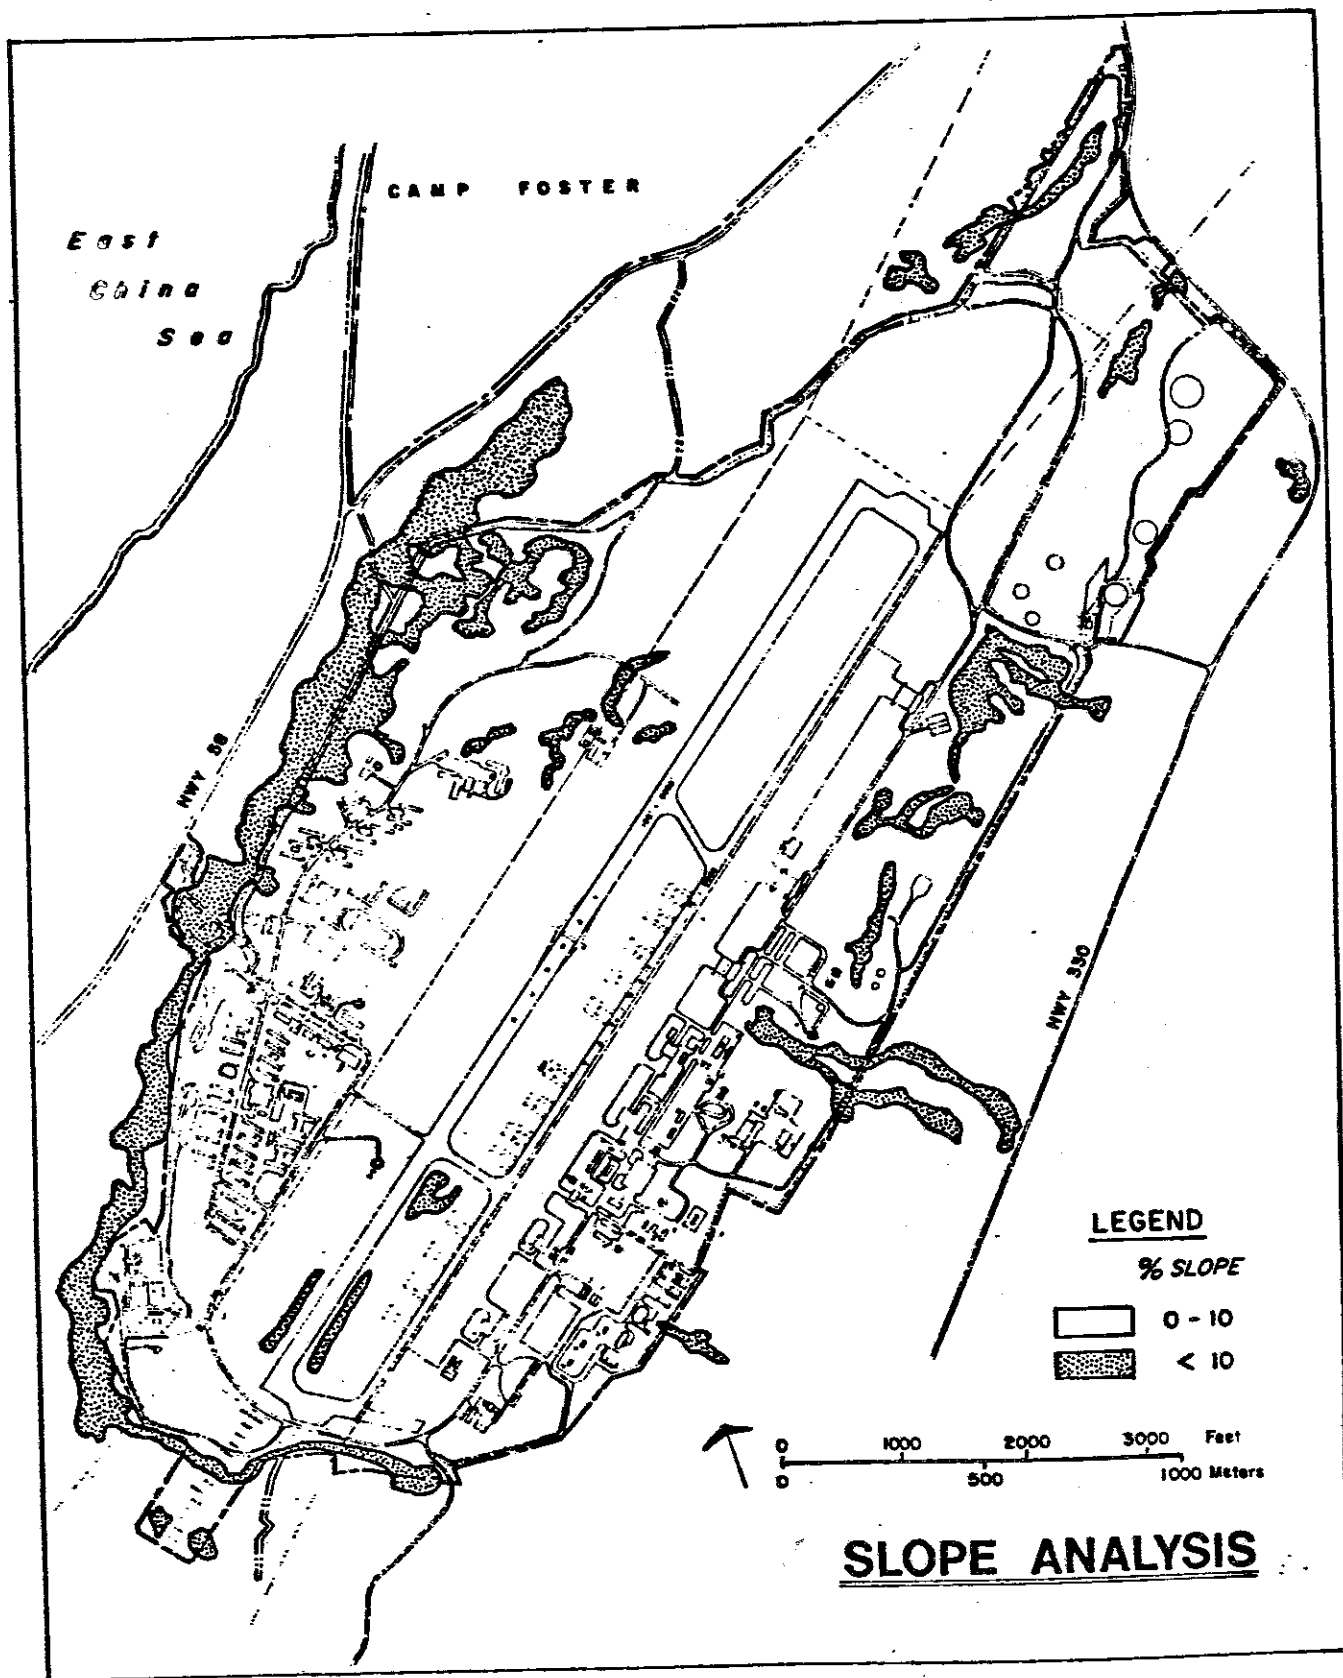 CAMP FOSTER
East
China
Sea
HWY 58
HWY 330
LEGEND
% SLOPE
0 - 10
< 10
0 1000 2000 3000 Feet
0 500 1000 Meters
SLOPE ANALYSIS